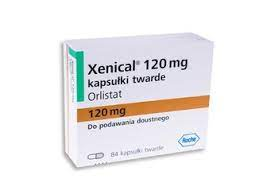 Xenical® 120 mg
kapsułki twarde
Orlistat
120 mg
Do podawania doustnego
Roche
84 kapsułki twarde